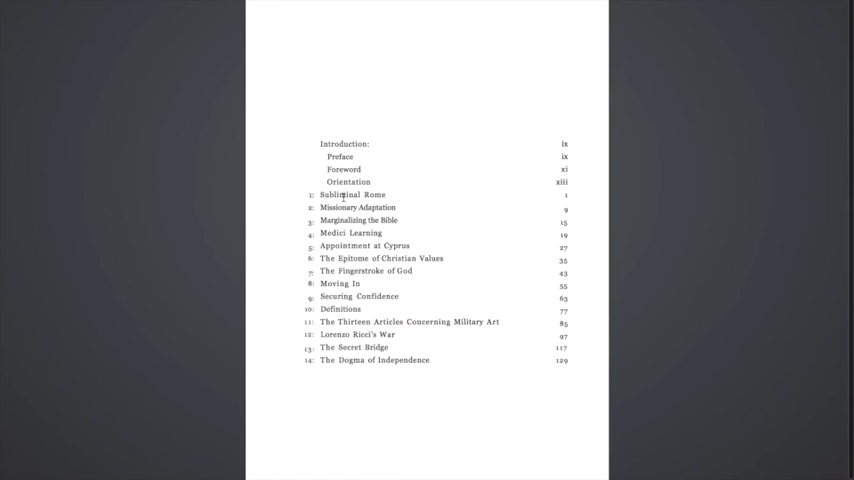 Introduction: ix
Preface ix
Foreword xi
Orientation xiii
1: Subliminal Rome 1
2: Missionary Adaptation 9
3: Marginalizing the Bible 15
4: Medici Learning 19
5: Appointment at Cyprus 27
6: The Epitome of Christian Values 35
7: The Fingerstroke of God 43
8: Moving In 55
9: Securing Confidence 63
10: Definitions 77
11: The Thirteen Articles Concerning Military Art 85
12: Lorenzo Ricci's War 97
13: The Secret Bridge 117
14: The Dogma of Independence 129